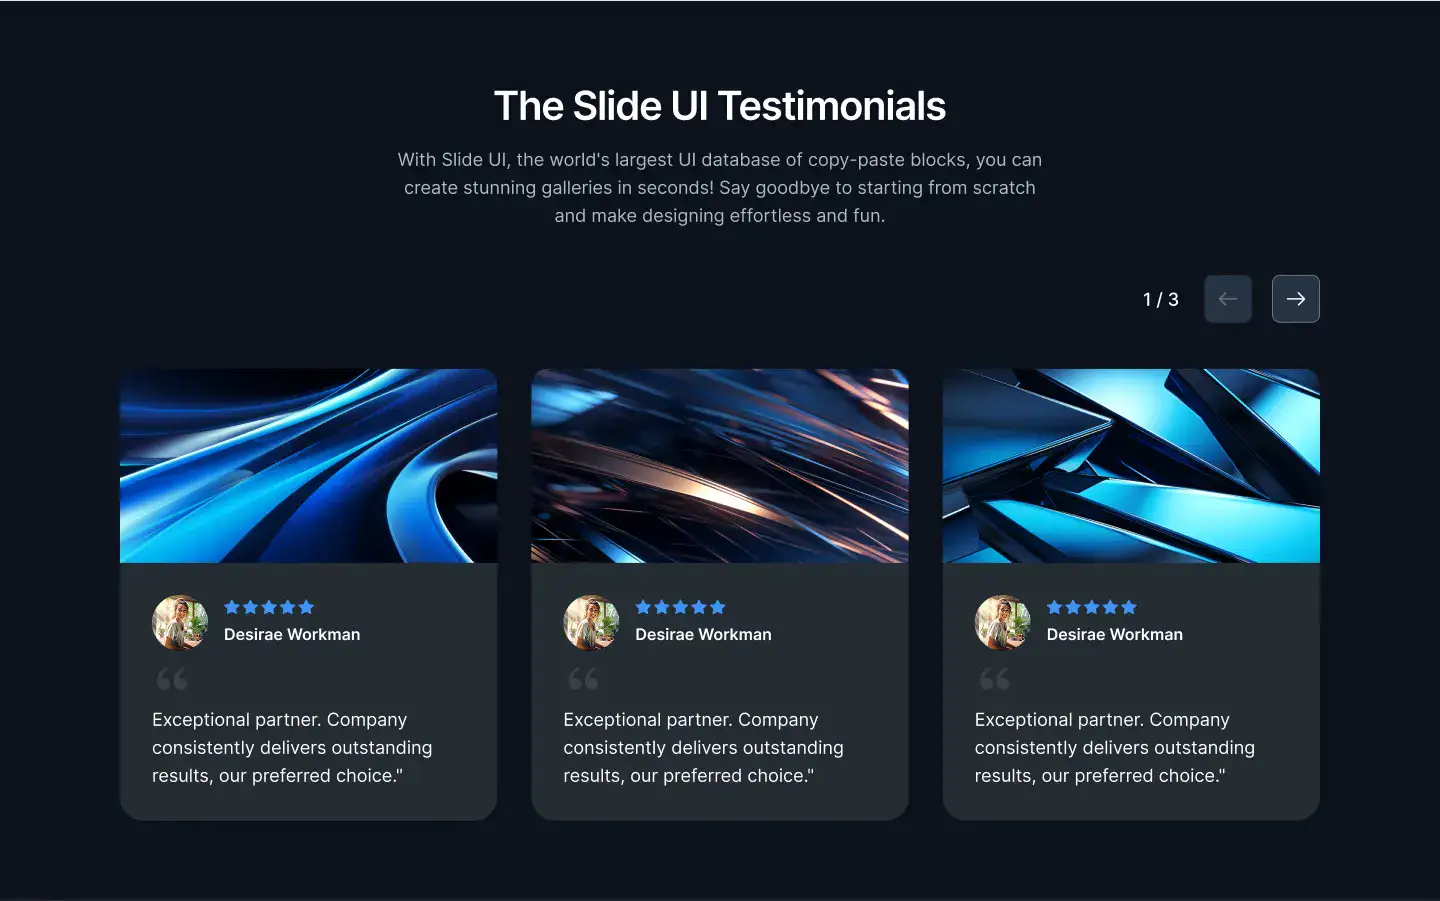 The Slide UI Testimonials
With Slide UI, the world's largest UI database of copy-paste blocks, you can
create stunning galleries in seconds! Say goodbye to starting from scratch
and make designing effortless and fun.
1 / 3
Desirae Workman
“
Exceptional partner. Company
consistently delivers outstanding
results, our preferred choice."
Desirae Workman
“
Exceptional partner. Company
consistently delivers outstanding
results, our preferred choice."
Desirae Workman
“
Exceptional partner. Company
consistently delivers outstanding
results, our preferred choice."